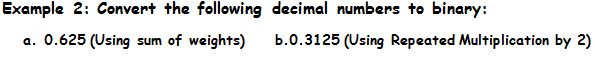 Example 2: Convert the following decimal numbers to binary:
a. 0.625 (Using sum of weights) b.0.3125 (Using Repeated Multiplication by 2)